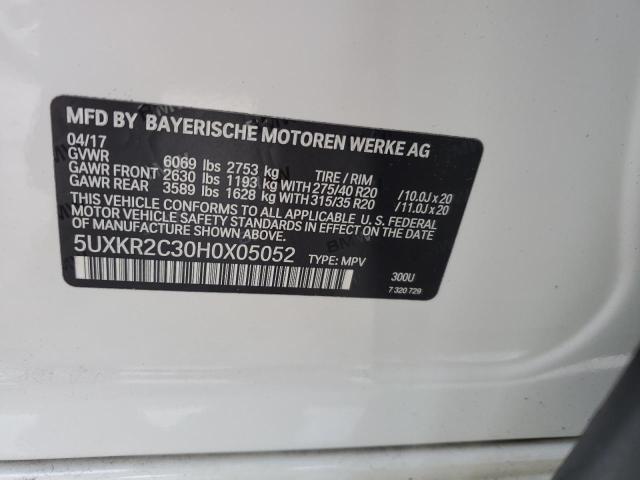 MFD BY BAYERISCHE MOTOREN WERKE AG
04/17
GVWR 6069 lbs 2753 kg TIRE / RIM
GAWR FRONT 2630 lbs 1193 kg WITH 275/40 R20 /10.0J x 20
GAWR REAR 3589 lbs 1628 kg WITH 315/35 R20 /11.0J x 20
THIS VEHICLE CONFORMS TO ALL APPLICABLE U.S. FEDERAL
MOTOR VEHICLE SAFETY STANDARDS IN EFFECT ON THE DATE
OF MANUFACTURE SHOWN ABOVE.
5UXKR2C30H0X05052 TYPE: MPV
300U
7 320 729